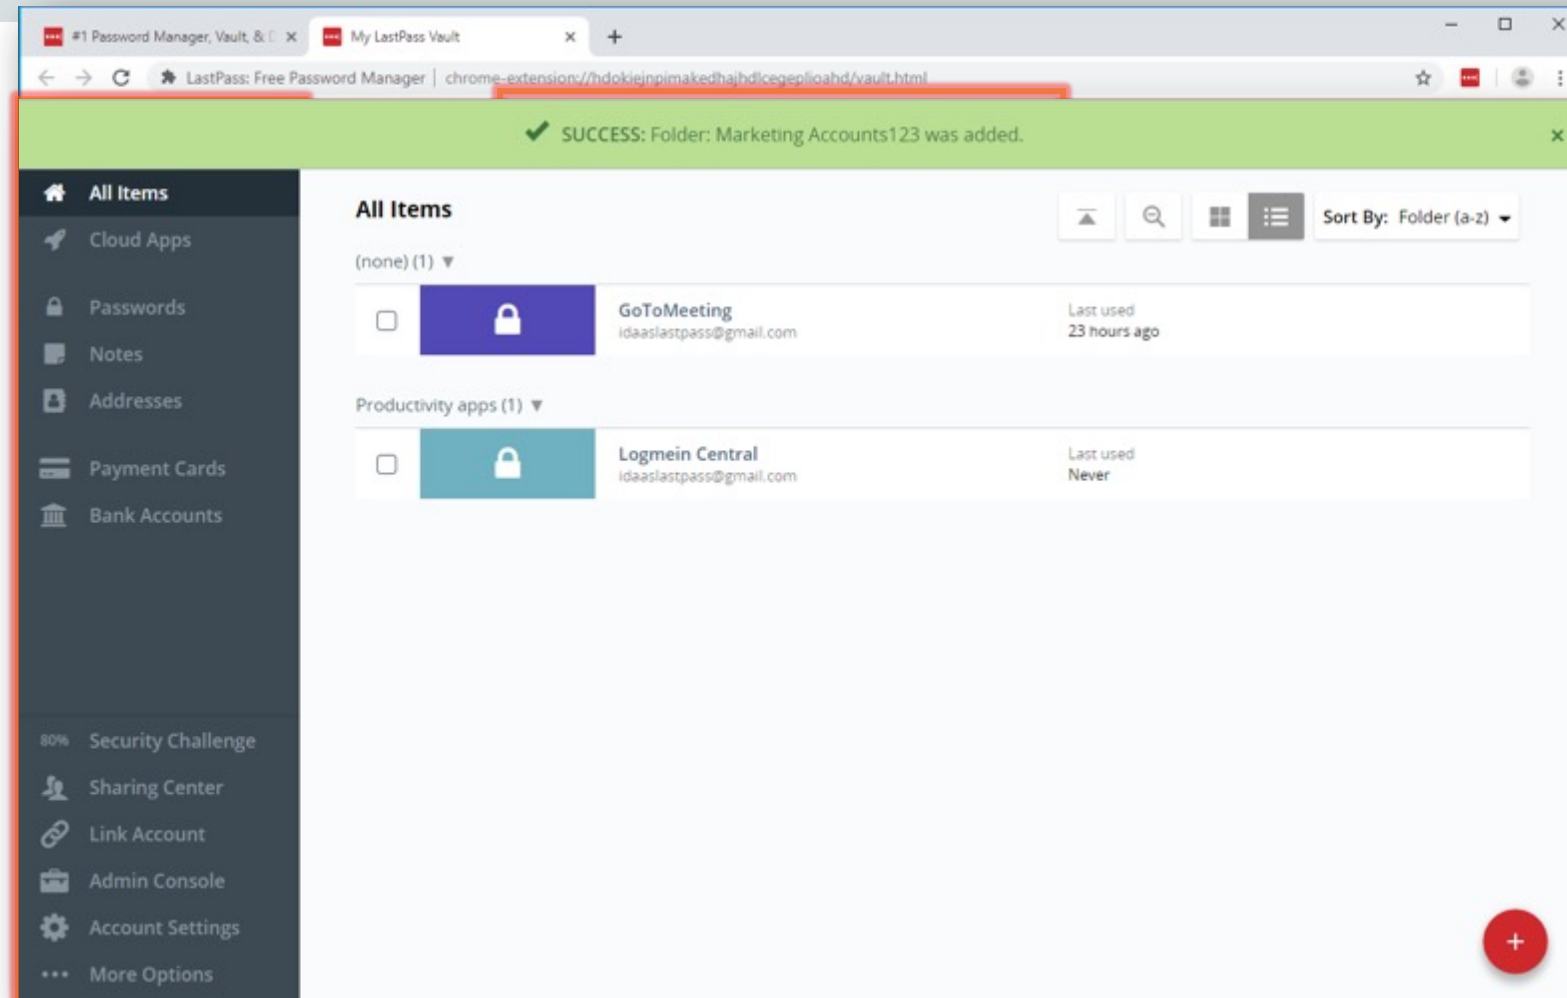 #1 Password Manager, Vault, & D
My LastPass Vault
LastPass: Free Password Manager | chrome-extension://hdokiejnpimakedhajhdlcegeplioahd/vault.html
SUCCESS: Folder: Marketing Accounts123 was added.
All Items
Cloud Apps
Passwords
Notes
Addresses
Payment Cards
Bank Accounts
80% Security Challenge
Sharing Center
Link Account
Admin Console
Account Settings
More Options
All Items
Sort By: Folder (a-z)
(none) (1)
GoToMeeting
idaaslastpass@gmail.com
Last used
23 hours ago
Productivity apps (1)
Logmein Central
idaaslastpass@gmail.com
Last used
Never